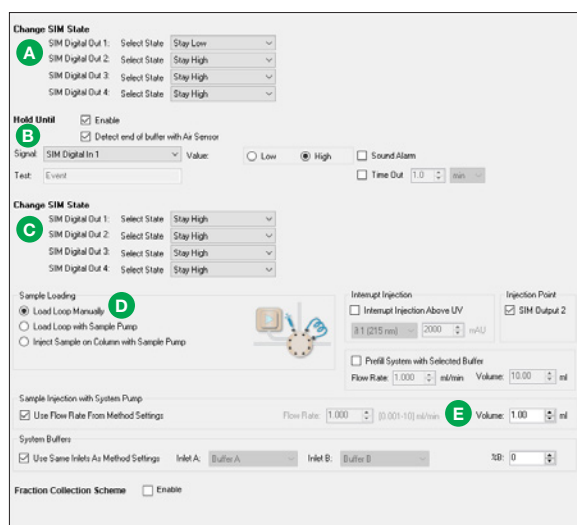 Change SIM State
A
SIM Digital Out 1: Select State Stay Low
SIM Digital Out 2: Select State Stay High
SIM Digital Out 3: Select State Stay High
SIM Digital Out 4: Select State Stay High
Hold Until Enable
B
Detect end of buffer with Air Sensor
Signal: SIM Digital In 1 Value: Low High Sound Alarm
Test: Event Time Out 1.0 min
Change SIM State
C
SIM Digital Out 1: Select State Stay High
SIM Digital Out 2: Select State Stay High
SIM Digital Out 3: Select State Stay High
SIM Digital Out 4: Select State Stay High
Sample Loading
D
Load Loop Manually
Load Loop with Sample Pump
Inject Sample on Column with Sample Pump
Interrupt Injection
Interrupt Injection Above UV
λ1 (215 nm) 2000 mAU
Injection Point
SIM Output 2
Prefill System with Selected Buffer
Flow Rate: 1.000 ml/min Volume: 10.00 ml
Sample Injection with System Pump
Use Flow Rate From Method Settings Flow Rate: 1.000 [0.001-10] ml/min E Volume: 1.00 ml
System Buffers
Use Same Inlets As Method Settings Inlet A: Buffer A Inlet B: Buffer B %B: 0
Fraction Collection Scheme Enable